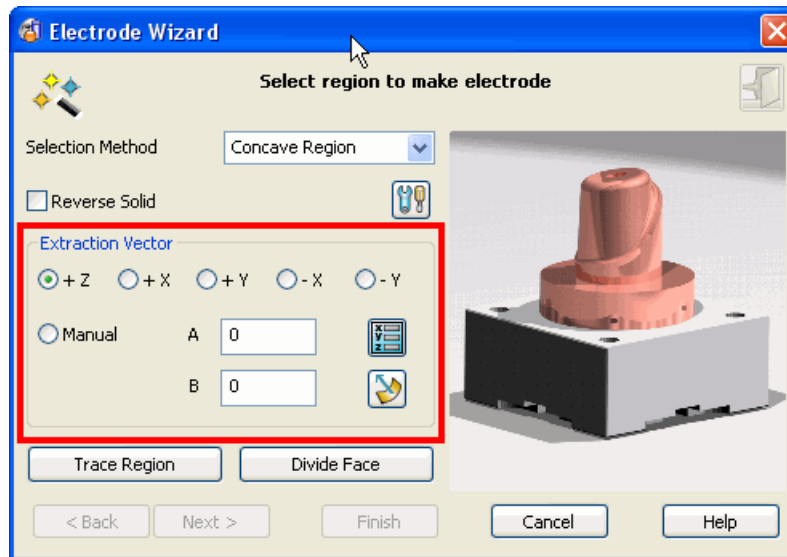 Electrode Wizard
Select region to make electrode
Selection Method Concave Region
Reverse Solid
Extraction Vector
+ Z + X + Y - X - Y
Manual A 0
X
Y
Z
B 0
Trace Region Divide Face
< Back Next > Finish Cancel Help